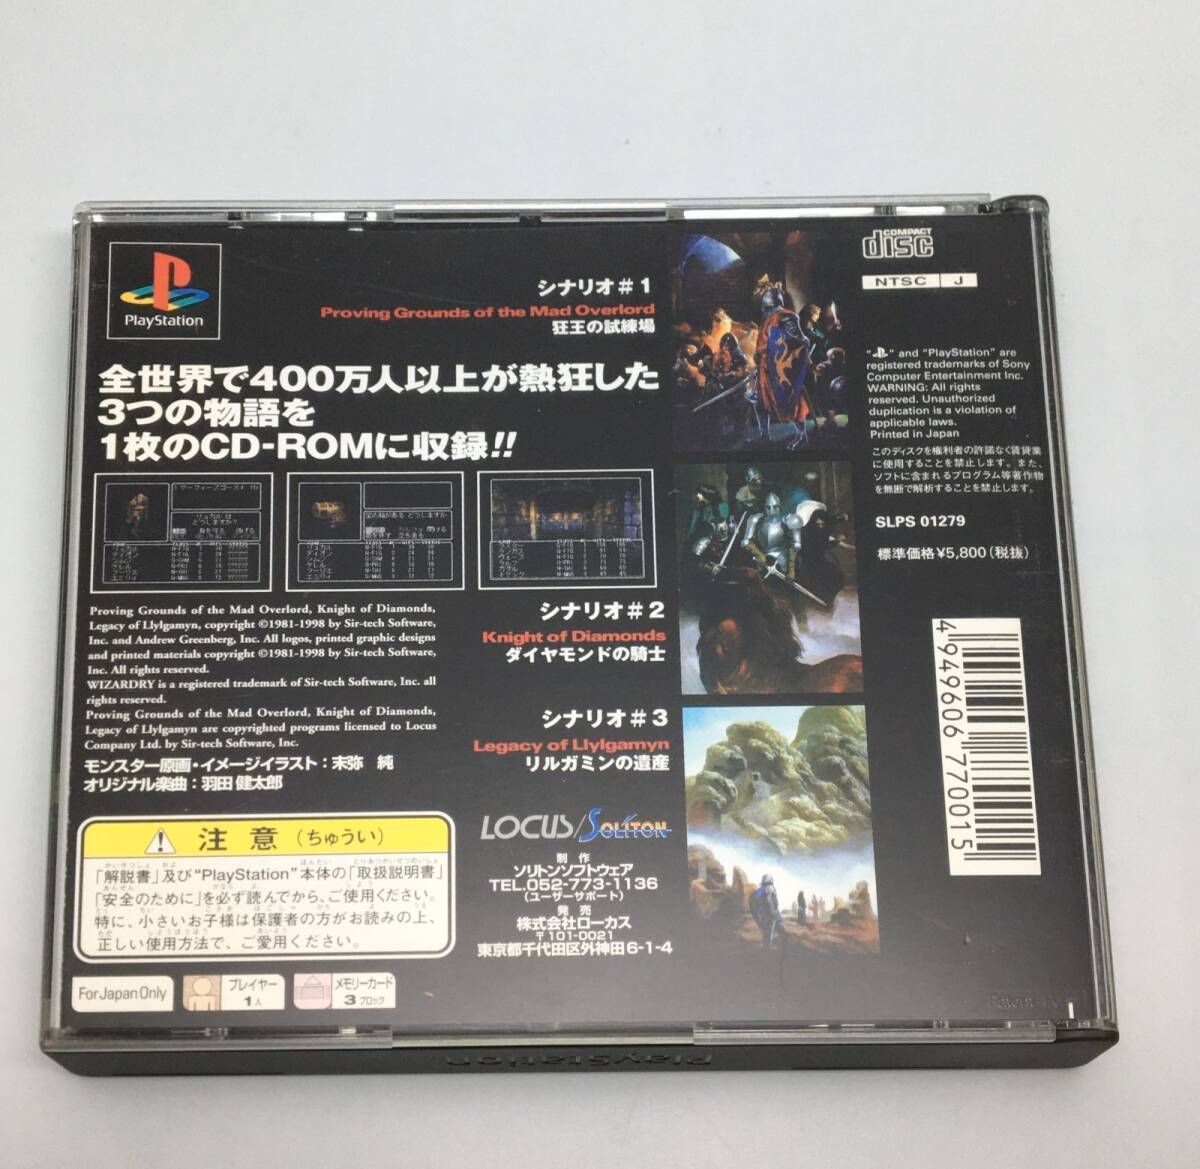 PlayStation
シナリオ#1
Proving Grounds of the Mad Overlord
狂王の試練場
全世界で400万人以上が熱狂した
3つの物語を
1枚のCD-ROMに収録!!
シナリオ#2
Knight of Diamonds
ダイヤモンドの騎士
シナリオ#3
Legacy of Llylgamyn
リルガミンの遺産
Proving Grounds of the Mad Overlord, Knight of Diamonds,
Legacy of Llylgamyn, copyright ©1981-1998 by Sir-tech Software,
Inc. and Andrew Greenberg, Inc. All logos, printed graphic designs
and printed materials copyright ©1981-1998 by Sir-tech Software,
Inc. All rights reserved.
WIZARDRY is a registered trademark of Sir-tech Software, Inc. all
rights reserved.
Proving Grounds of the Mad Overlord, Knight of Diamonds,
Legacy of Llylgamyn are copyrighted programs licensed to Locus
Company Ltd. by Sir-tech Software, Inc.
モンスター原画・イメージイラスト:末弥 純
オリジナル楽曲:羽田 健太郎
注意(ちゅうい)
「解説書」及び"PlayStation"本体の「取扱説明書」
「安全のために」を必ず読んでから、ご使用ください。
特に、小さいお子様は保護者の方がお読みの上、
正しい使用方法で、ご愛用ください。
For Japan Only
プレイヤー
1人
メモリーカード
3ブロック
LOCUS/SOLITON
制作
ソリトンソフトウェア
TEL.052-773-1136
(ユーザーサポート)
発売
株式会社ローカス
〒101-0021
東京都千代田区外神田6-1-4
COMPACT
disc
NTSC J
"PS" and "PlayStation" are
registered trademarks of Sony
Computer Entertainment Inc.
WARNING: All rights
reserved. Unauthorized
duplication is a violation of
applicable laws.
Printed in Japan
このディスクを権利者の許諾なく賃貸業
に使用することを禁止します。また、
ソフトに含まれるプログラム等著作物
を無断で解析することを禁止します。
SLPS 01279
標準価格¥5,800(税抜)
4 949606 770015
PlayStation